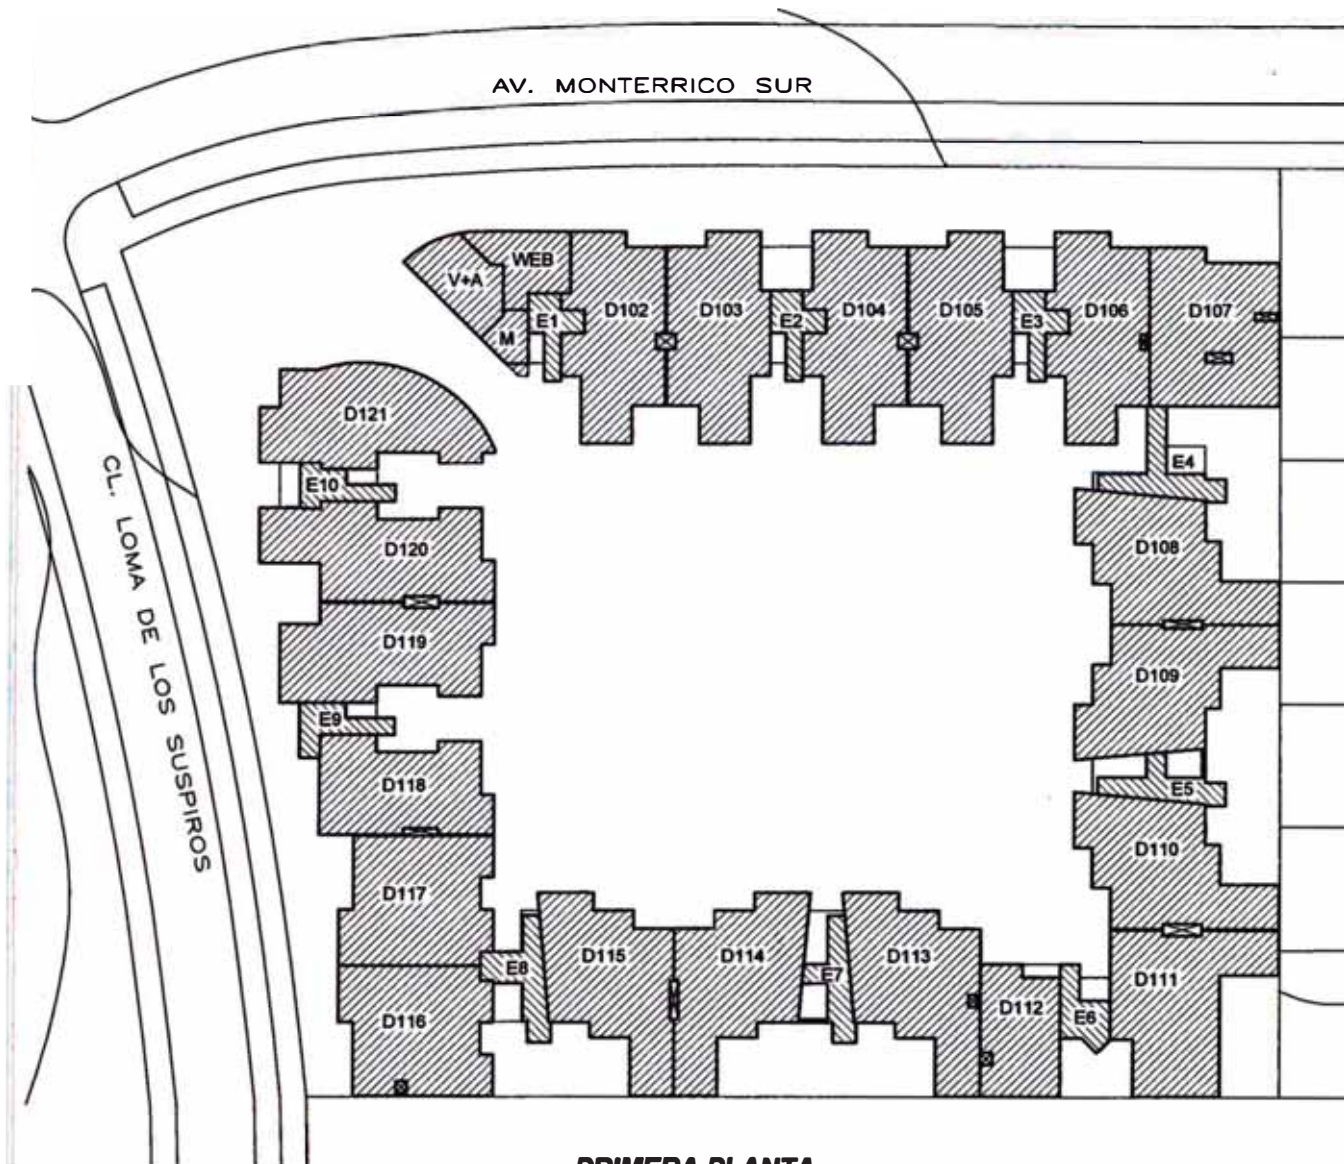 AV. MONTERRICO SUR
WEB
V+A
M
E1
D102
D103
E2
D104
D105
E3
D106
D107
D121
E4
E10
D108
D120
D119
D109
E9
D118
E5
D110
D117
D115
D114
D113
E8
E7
D111
D116
D112
E6
CL. LOMA DE LOS SUSPIROS
PRIMERA PLANTA